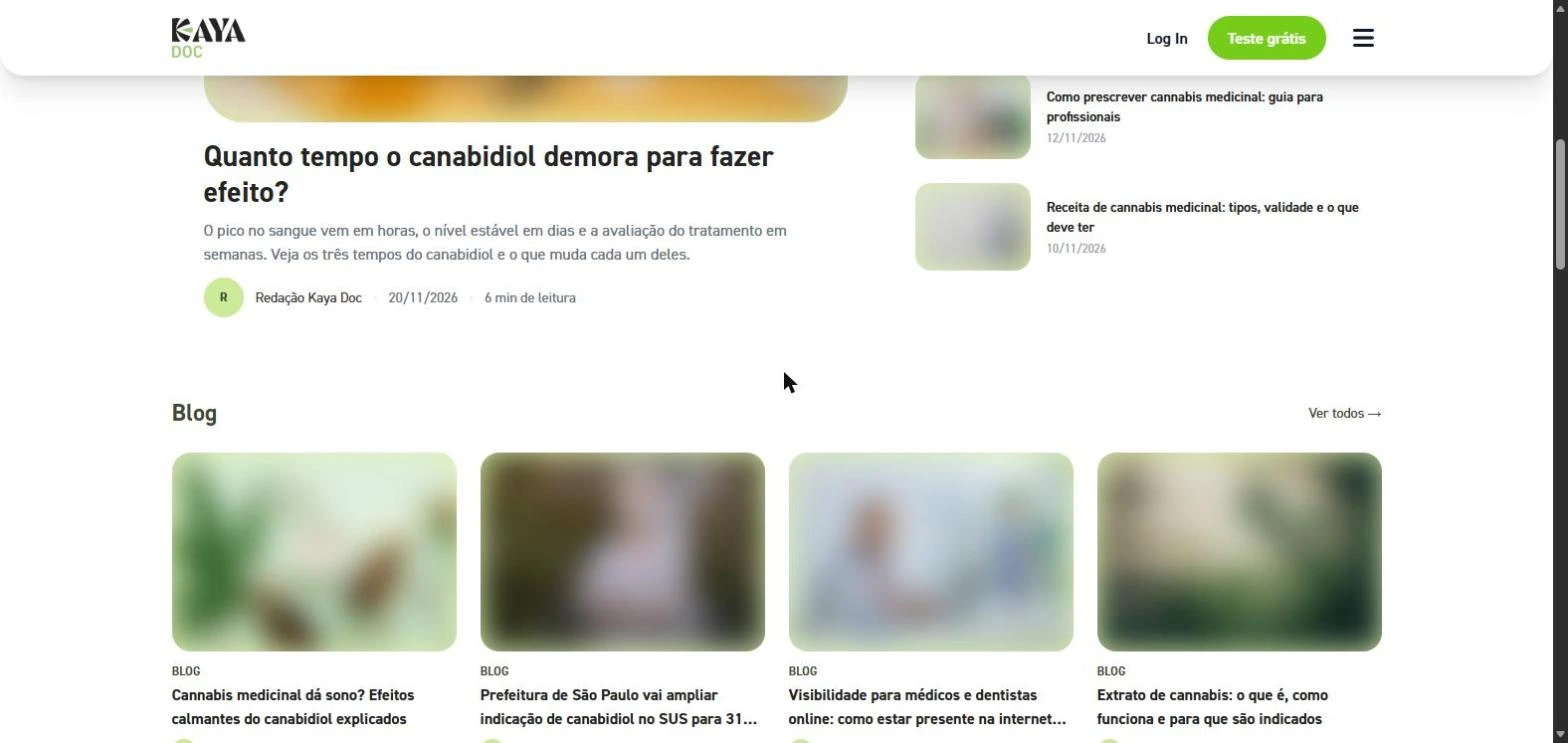 KAYA
DOC
Log In
Teste grátis
Como prescrever cannabis medicinal: guia para
profissionais
12/11/2026
Quanto tempo o canabidiol demora para fazer
efeito?
O pico no sangue vem em horas, o nível estável em dias e a avaliação do tratamento em
semanas. Veja os três tempos do canabidiol e o que muda cada um deles.
R
Redação Kaya Doc · 20/11/2026 · 6 min de leitura
Receita de cannabis medicinal: tipos, validade e o que
deve ter
10/11/2026
Blog
Ver todos →
BLOG
Cannabis medicinal dá sono? Efeitos
calmantes do canabidiol explicados
BLOG
Prefeitura de São Paulo vai ampliar
indicação de canabidiol no SUS para 31...
BLOG
Visibilidade para médicos e dentistas
online: como estar presente na internet...
BLOG
Extrato de cannabis: o que é, como
funciona e para que são indicados